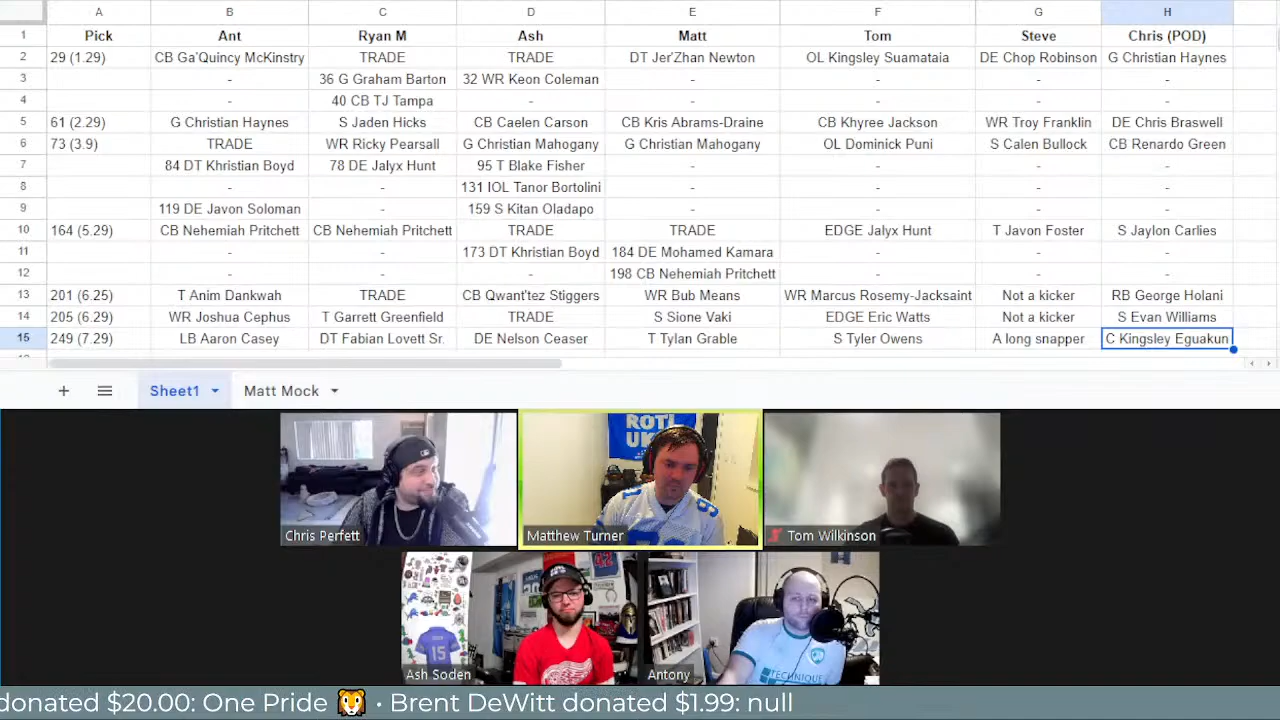 A B C D E F G H
1 Pick Ant Ryan M Ash Matt Tom Steve Chris (POD)
2 29 (1.29) CB Ga'Quincy McKinstry TRADE TRADE DT Jer'Zhan Newton OL Kingsley Suamataia DE Chop Robinson G Christian Haynes
3 - 36 G Graham Barton 32 WR Keon Coleman - - - -
4 - 40 CB TJ Tampa - - - - -
5 61 (2.29) G Christian Haynes S Jaden Hicks CB Caelen Carson CB Kris Abrams-Draine CB Khyree Jackson WR Troy Franklin DE Chris Braswell
6 73 (3.9) TRADE WR Ricky Pearsall G Christian Mahogany G Christian Mahogany OL Dominick Puni S Calen Bullock CB Renardo Green
7 84 DT Khristian Boyd 78 DE Jalyx Hunt 95 T Blake Fisher - - - -
8 - - 131 IOL Tanor Bortolini - - - -
9 119 DE Javon Soloman - 159 S Kitan Oladapo - - - -
10 164 (5.29) CB Nehemiah Pritchett CB Nehemiah Pritchett TRADE TRADE EDGE Jalyx Hunt T Javon Foster S Jaylon Carlies
11 - - 173 DT Khristian Boyd 184 DE Mohamed Kamara - - -
12 - - - 198 CB Nehemiah Pritchett - - -
13 201 (6.25) T Anim Dankwah TRADE CB Qwant'tez Stiggers WR Bub Means WR Marcus Rosemy-Jacksaint Not a kicker RB George Holani
14 205 (6.29) WR Joshua Cephus T Garrett Greenfield TRADE S Sione Vaki EDGE Eric Watts Not a kicker S Evan Williams
15 249 (7.29) LB Aaron Casey DT Fabian Lovett Sr. DE Nelson Ceaser T Tylan Grable S Tyler Owens A long snapper C Kingsley Eguakun
Sheet1 Matt Mock
ROTL
UK
Chris Perfett Matthew Turner Tom Wilkinson
15
TECHNIQUE
Ash Soden Antony
donated $20.00: One Pride 🦁 • Brent DeWitt donated $1.99: null